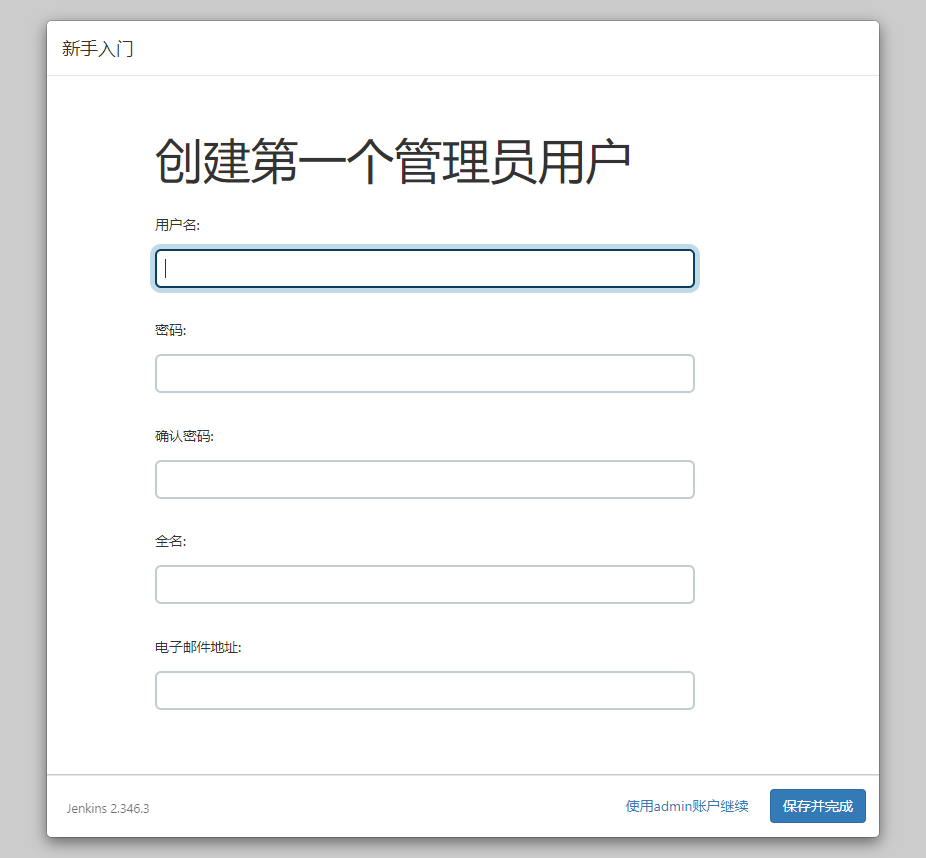 新手入门
创建第一个管理员用户
用户名:
密码:
确认密码:
全名:
电子邮件地址:
Jenkins 2.346.3
使用admin账户继续
保存并完成